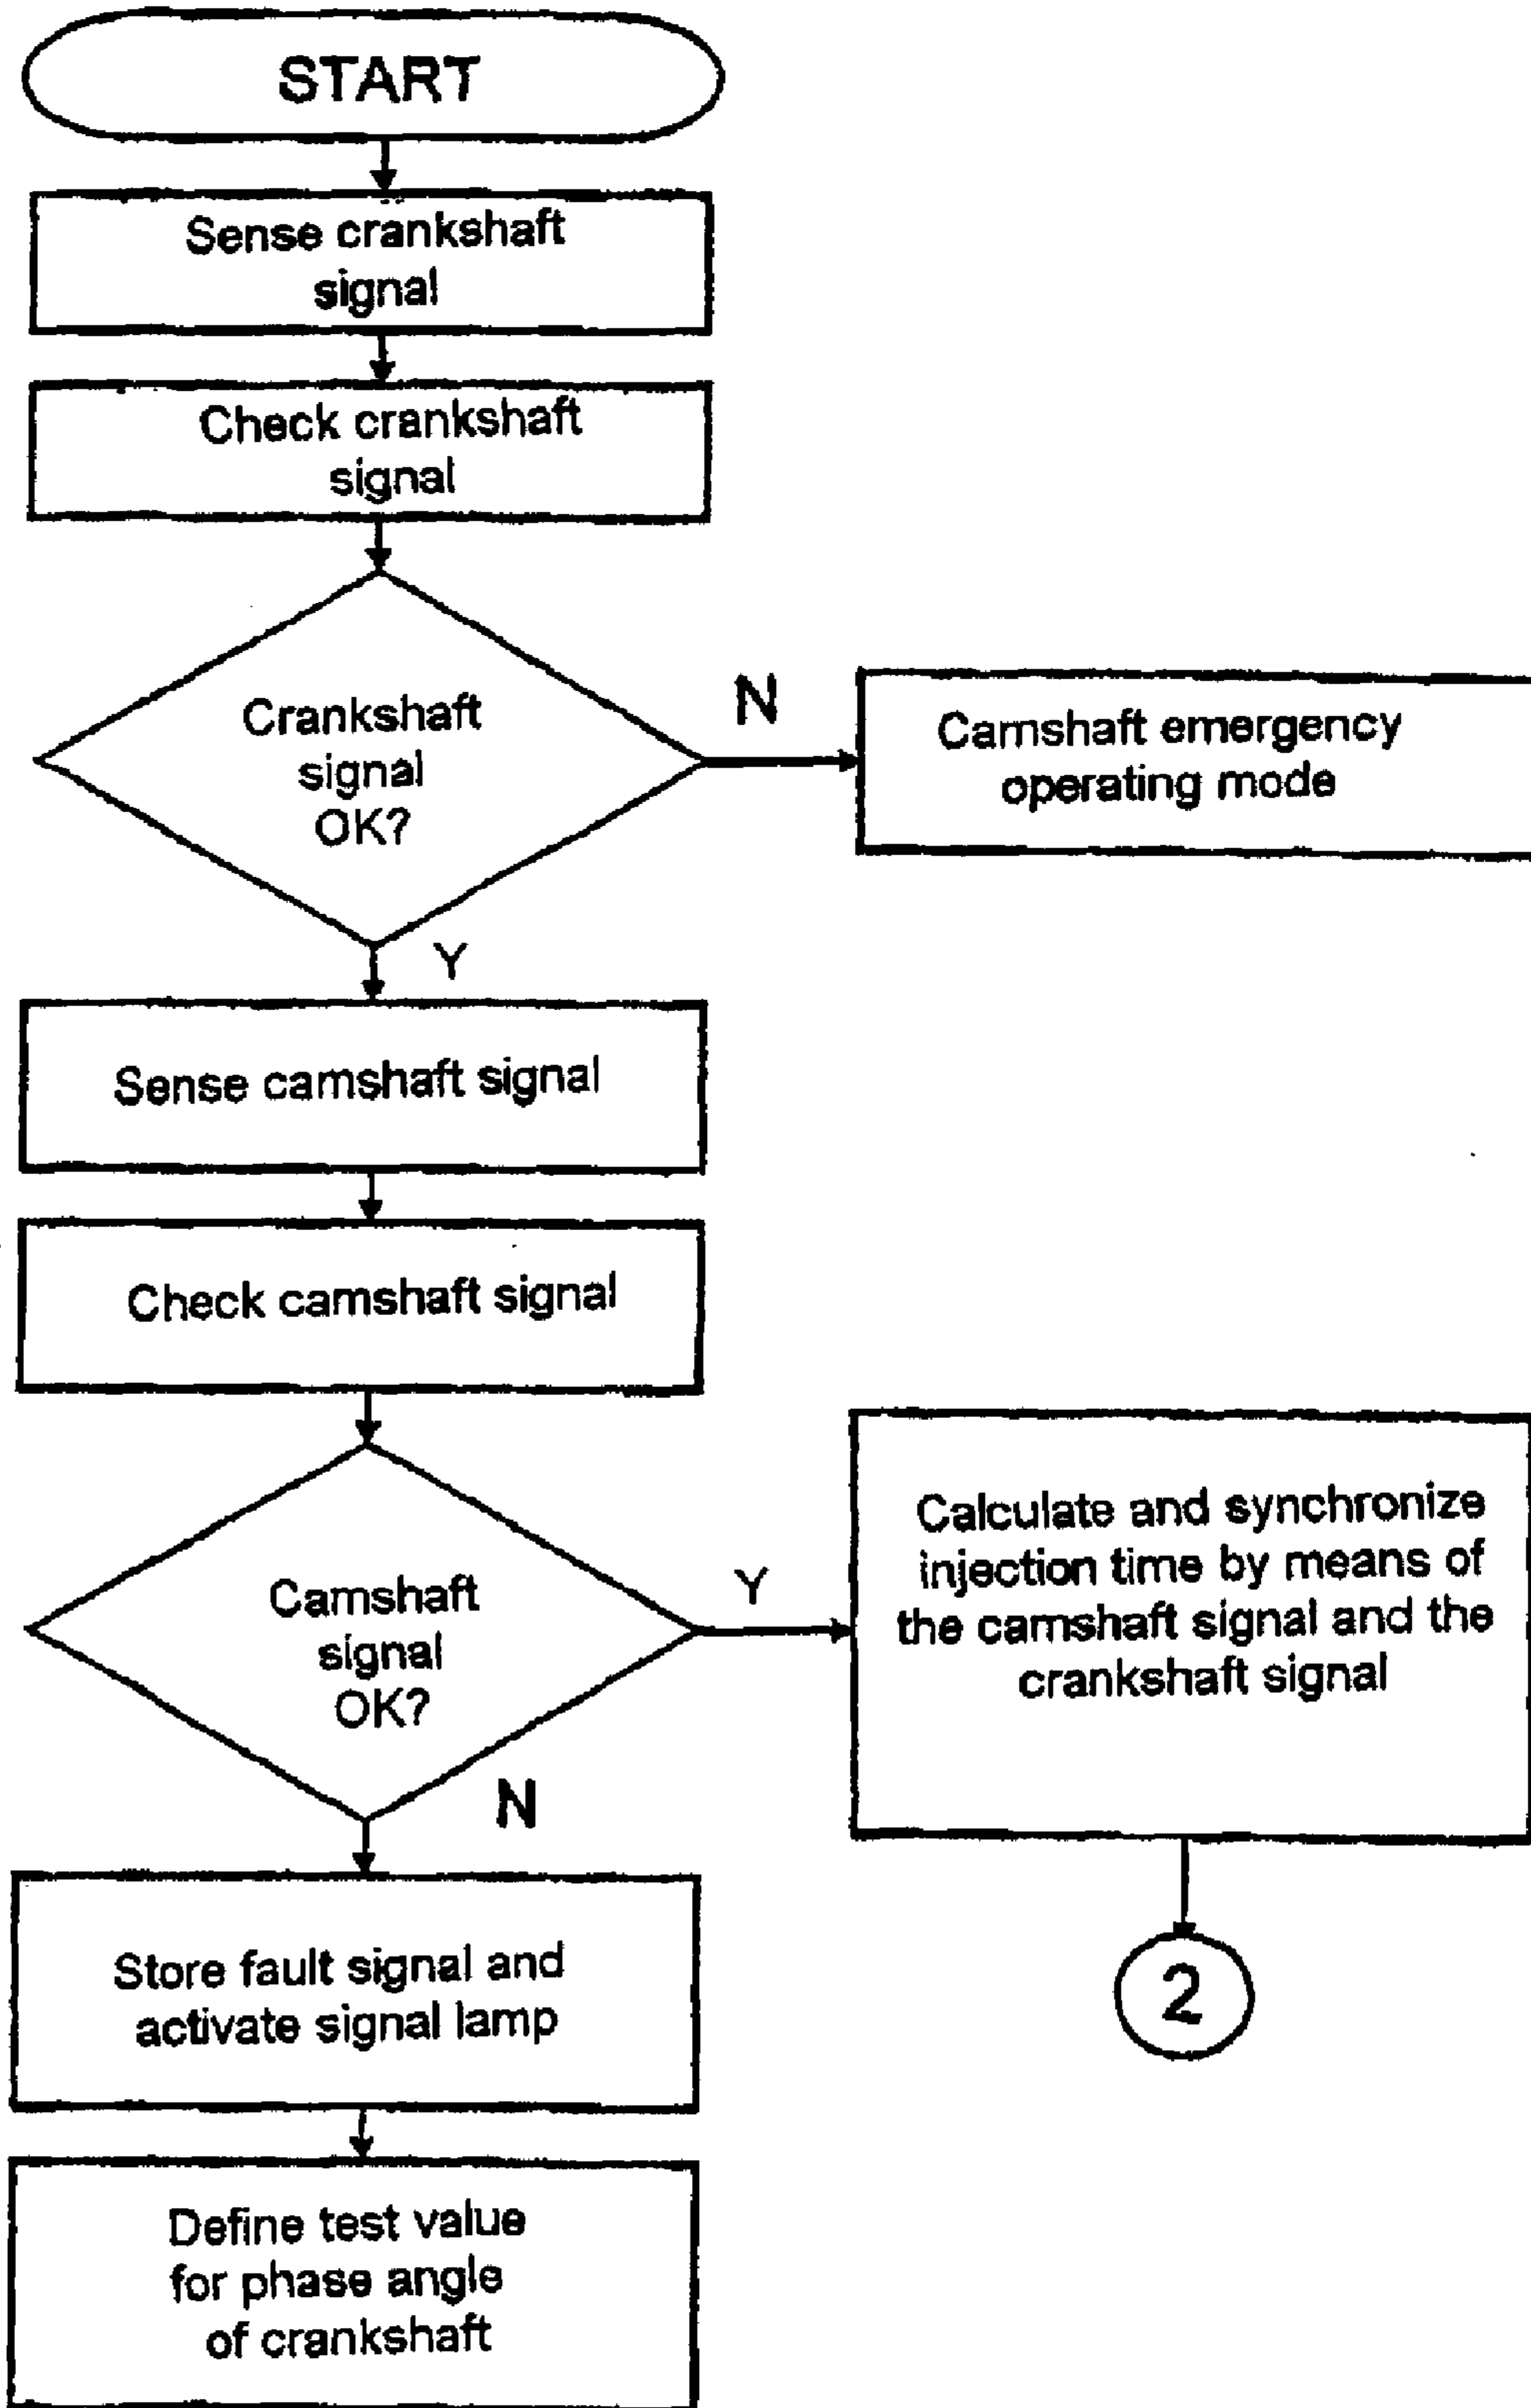 START
Sense crankshaft
signal
Check crankshaft
signal
Crankshaft
signal
OK?
N
Camshaft emergency
operating mode
Y
Sense camshaft signal
Check camshaft signal
Camshaft
signal
OK?
Y
Calculate and synchronize
injection time by means of
the camshaft signal and the
crankshaft signal
2
N
Store fault signal and
activate signal lamp
Define test value
for phase angle
of crankshaft